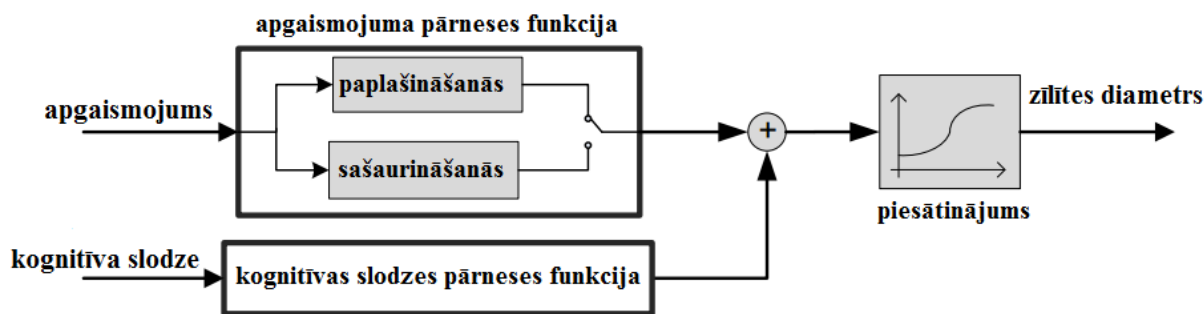 apgaismojuma pārneses funkcija
paplašināšanās
apgaismojums
sašaurināšanās
+
zīlītes diametrs
piesātinājums
kognitīva slodze
kognitīvas slodzes pārneses funkcija